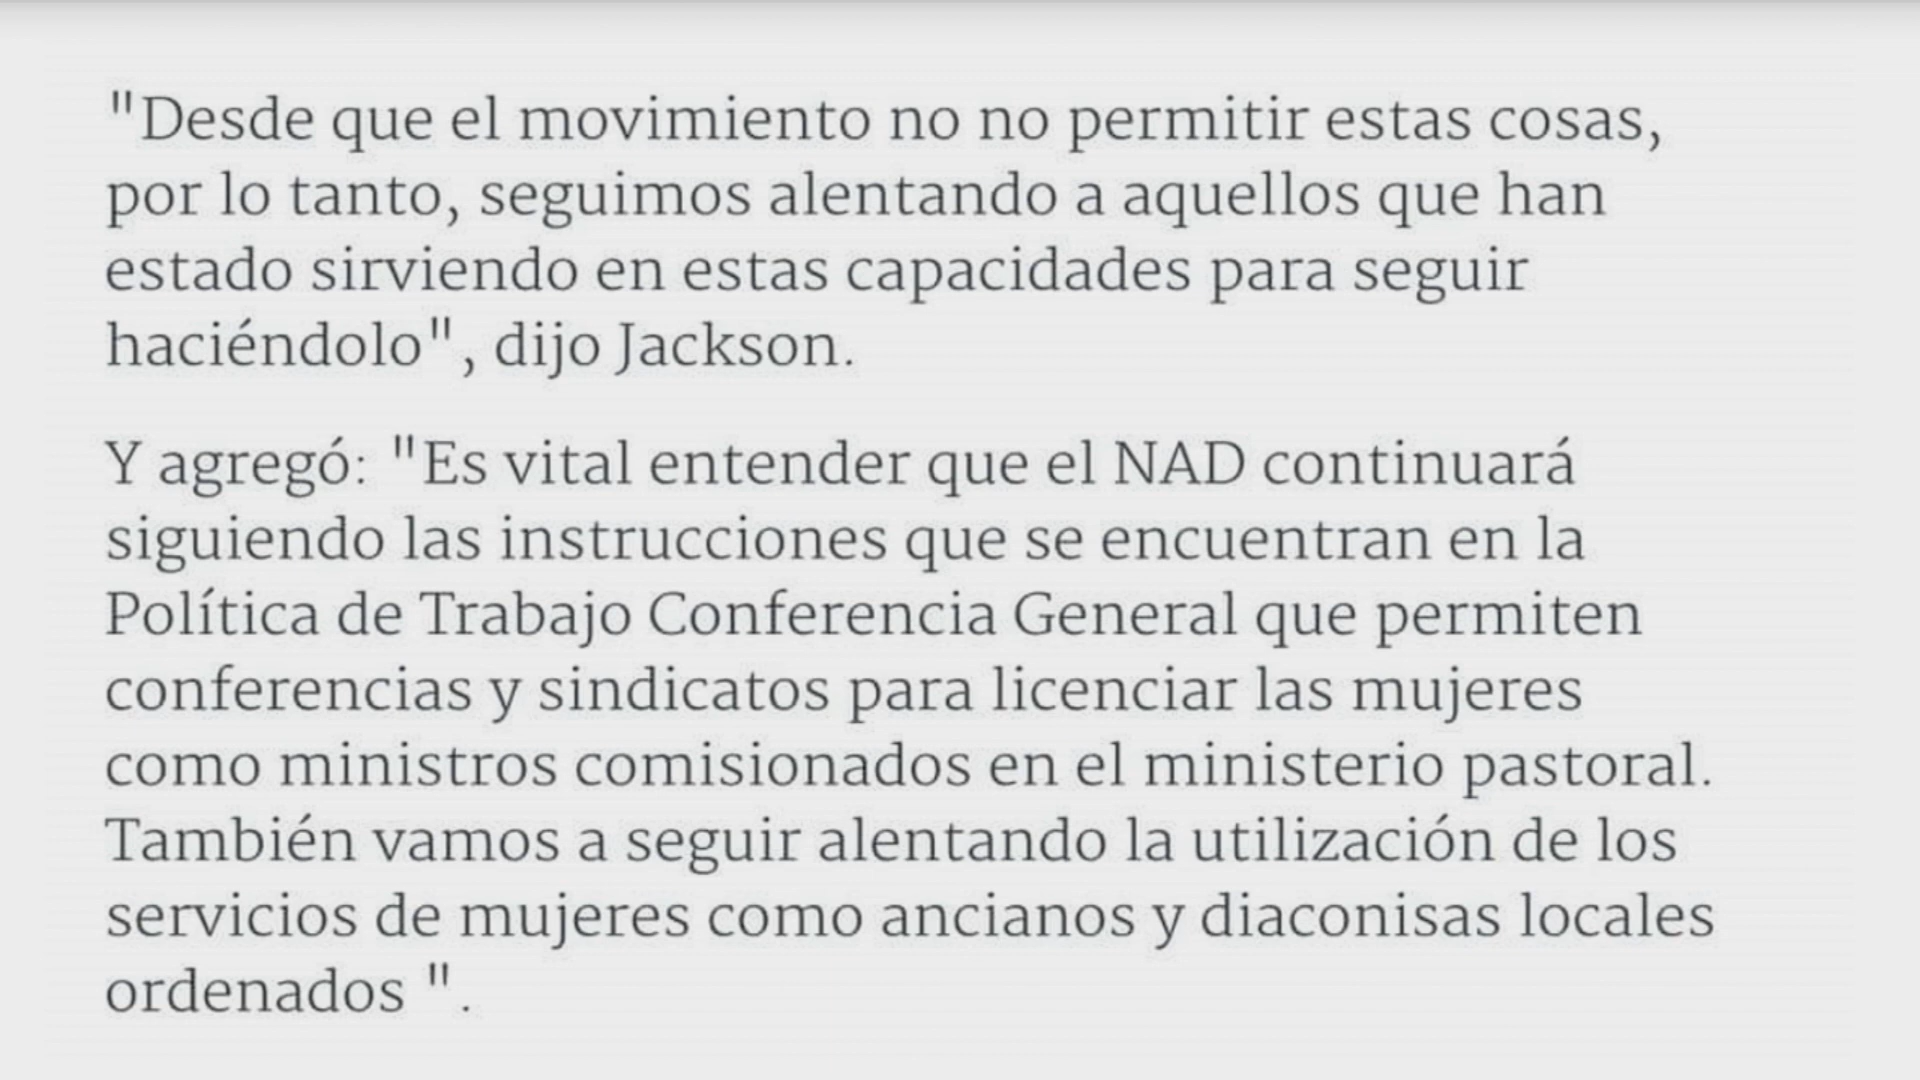 "Desde que el movimiento no no permitir estas cosas,
por lo tanto, seguimos alentando a aquellos que han
estado sirviendo en estas capacidades para seguir
haciéndolo", dijo Jackson.
Y agregó: "Es vital entender que el NAD continuará
siguiendo las instrucciones que se encuentran en la
Política de Trabajo Conferencia General que permiten
conferencias y sindicatos para licenciar las mujeres
como ministros comisionados en el ministerio pastoral.
También vamos a seguir alentando la utilización de los
servicios de mujeres como ancianos y diaconisas locales
ordenados ".